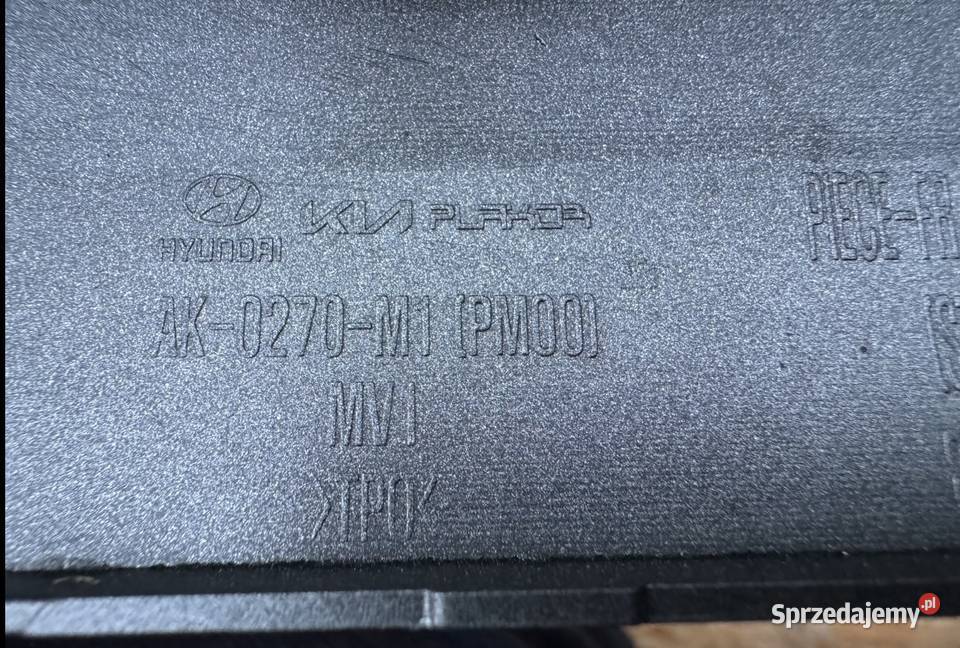 HYUNDAI KIA PLAKOR
AK-0270-M1 (PM00)
MV1
>TPO<
PIECE-FR
Sprzedajemy.pl